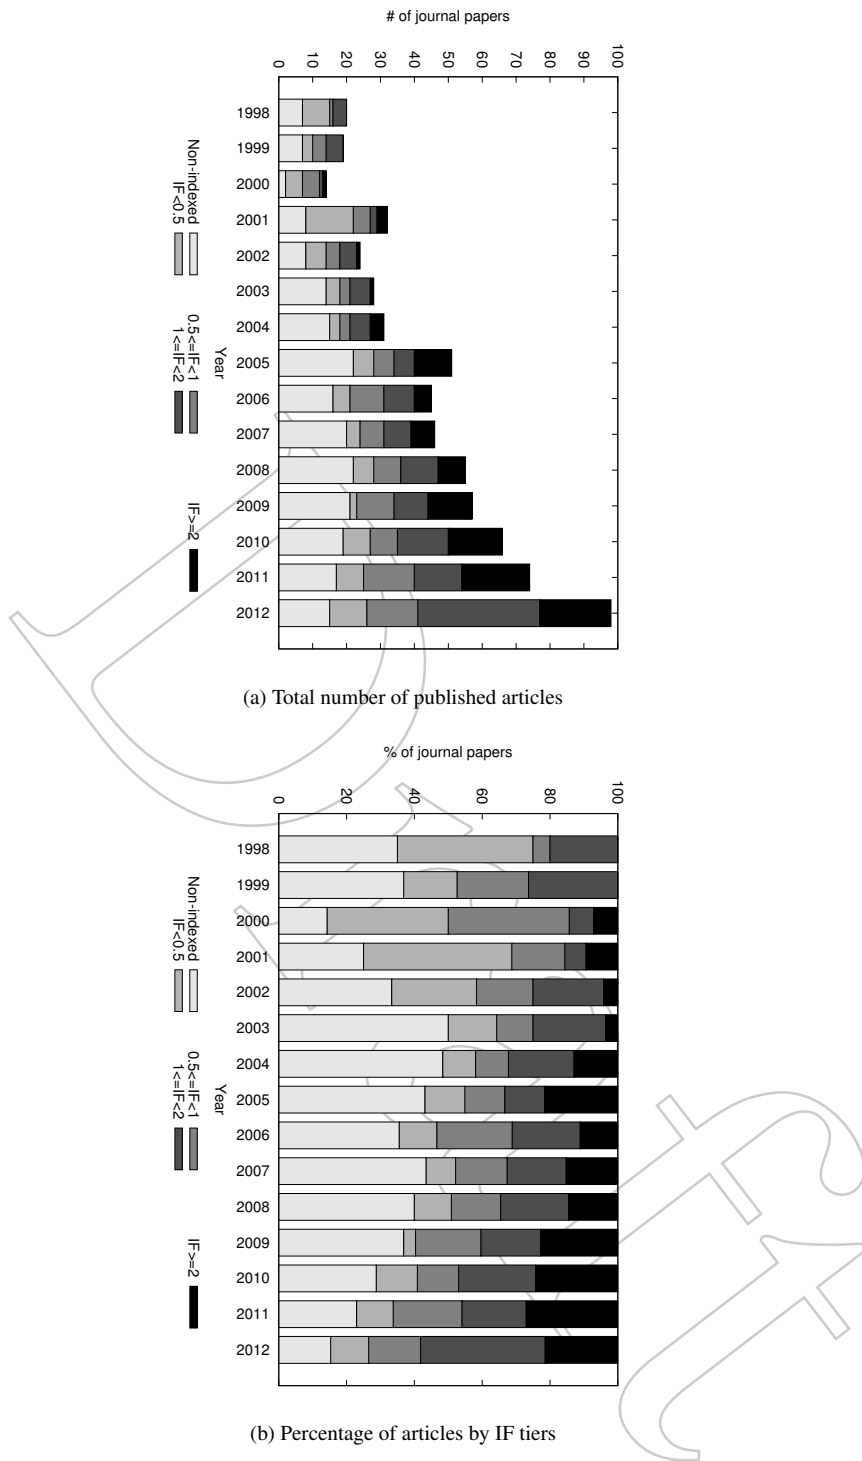 # of journal papers
0 10 20 30 40 50 60 70 80 90 100
1998
1999
2000
2001
2002
2003
2004
2005
2006
2007
2008
2009
2010
2011
2012
Year
Non-indexed
IF<0.5
0.5<=IF<1
1<=IF<2
IF>=2
(a) Total number of published articles
% of journal papers
0 20 40 60 80 100
1998
1999
2000
2001
2002
2003
2004
2005
2006
2007
2008
2009
2010
2011
2012
Year
Non-indexed
IF<0.5
0.5<=IF<1
1<=IF<2
IF>=2
(b) Percentage of articles by IF tiers
Draft